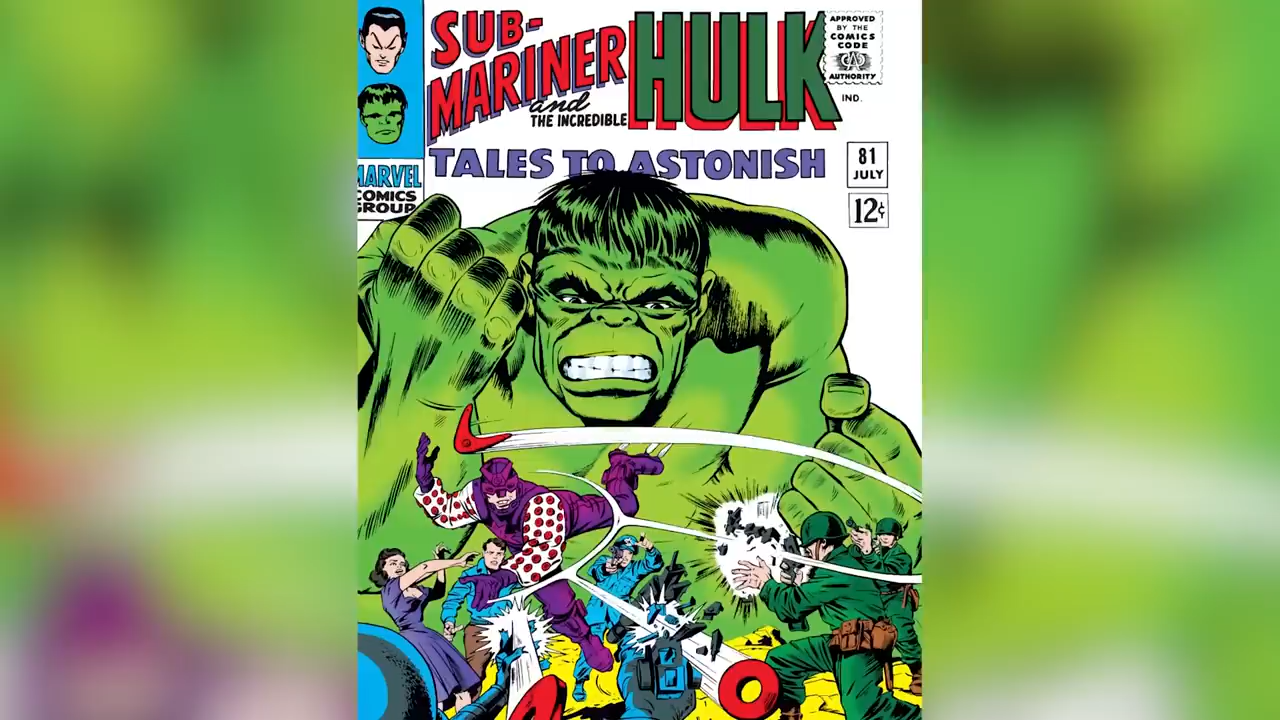 SUB-
MARINER
and
THE INCREDIBLE
HULK
APPROVED
BY THE
COMICS
CODE
CA
AUTHORITY
IND.
TALES TO ASTONISH
81
JULY
12¢
MARVEL
COMICS
GROUP